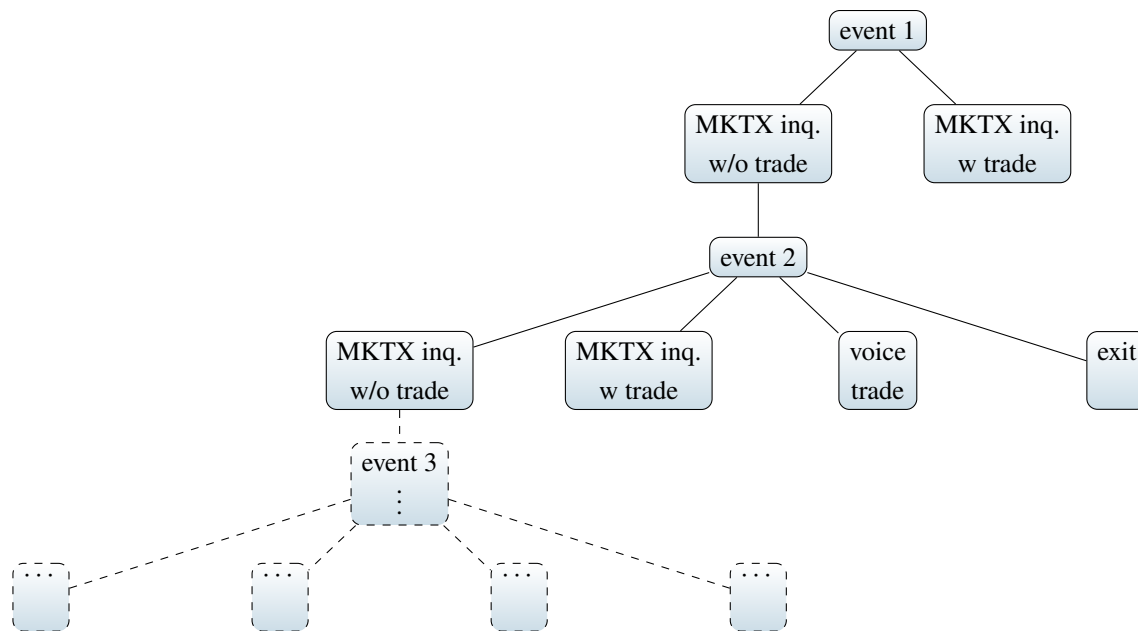 event 1
MKTX inq.
w/o trade
MKTX inq.
w trade
event 2
MKTX inq.
w/o trade
MKTX inq.
w trade
voice
trade
exit
event 3
⋮
···
···
···
···